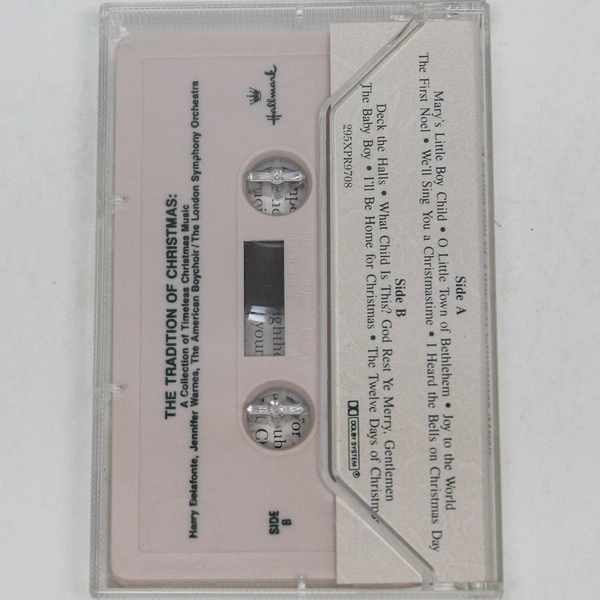 THE TRADITION OF CHRISTMAS:
A Collection of Timeless Christmas Music
Harry Belafonte, Jennifer Warnes, The American Boychoir/The London Symphony Orchestra
Hallmark
SIDE
B
Side A
Mary's Little Boy Child • O Little Town of Bethlehem • Joy to the World
The First Noel • We'll Sing You a Christmastime • I Heard the Bells on Christmas Day
Side B
Deck the Halls • What Child Is This? God Rest Ye Merry, Gentlemen
The Baby Boy • I'll Be Home for Christmas • The Twelve Days of Christmas
295XPR9708
DOLBY SYSTEM®